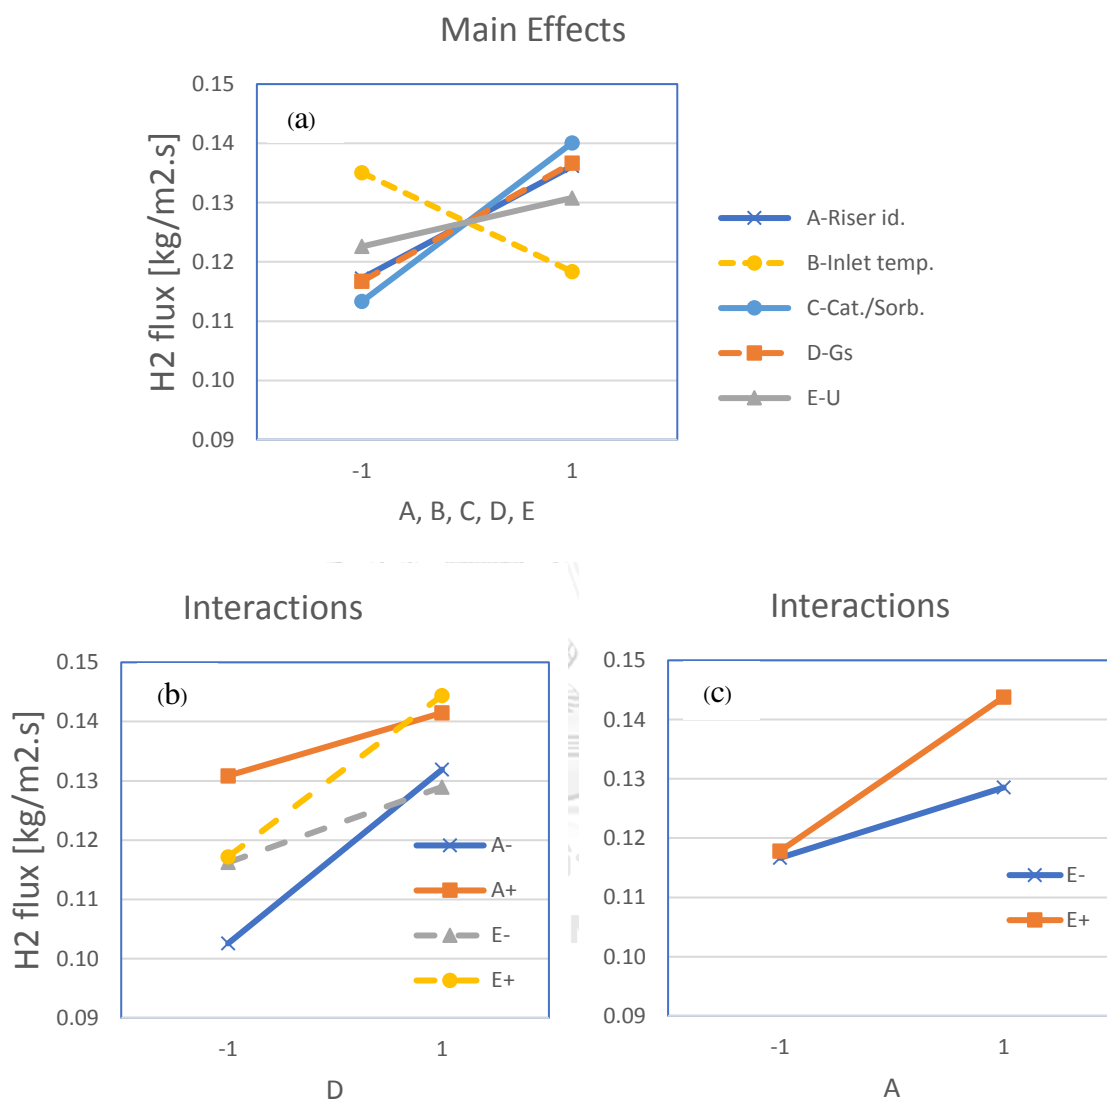 Main Effects
0.15
0.14
0.13
0.12
0.11
0.10
0.09
H2 flux [kg/m2.s]
(a)
-1 1
A, B, C, D, E
A-Riser id.
B-Inlet temp.
C-Cat./Sorb.
D-Gs
E-U
Interactions
0.15
0.14
0.13
0.12
0.11
0.10
0.09
H2 flux [kg/m2.s]
(b)
A-
A+
E-
E+
-1 1
D
Interactions
0.15
0.14
0.13
0.12
0.11
0.10
0.09
(c)
E-
E+
-1 1
A